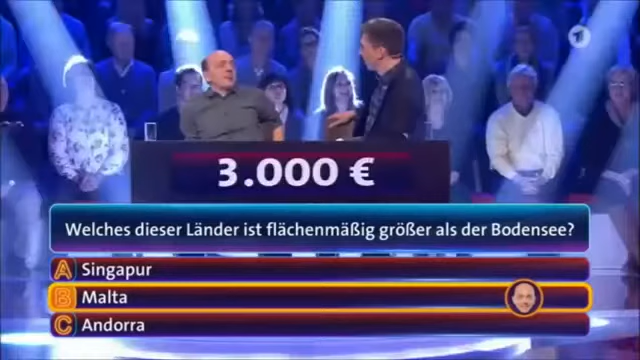 3.000 €
Welches dieser Länder ist flächenmäßig größer als der Bodensee?
A Singapur
B Malta
C Andorra